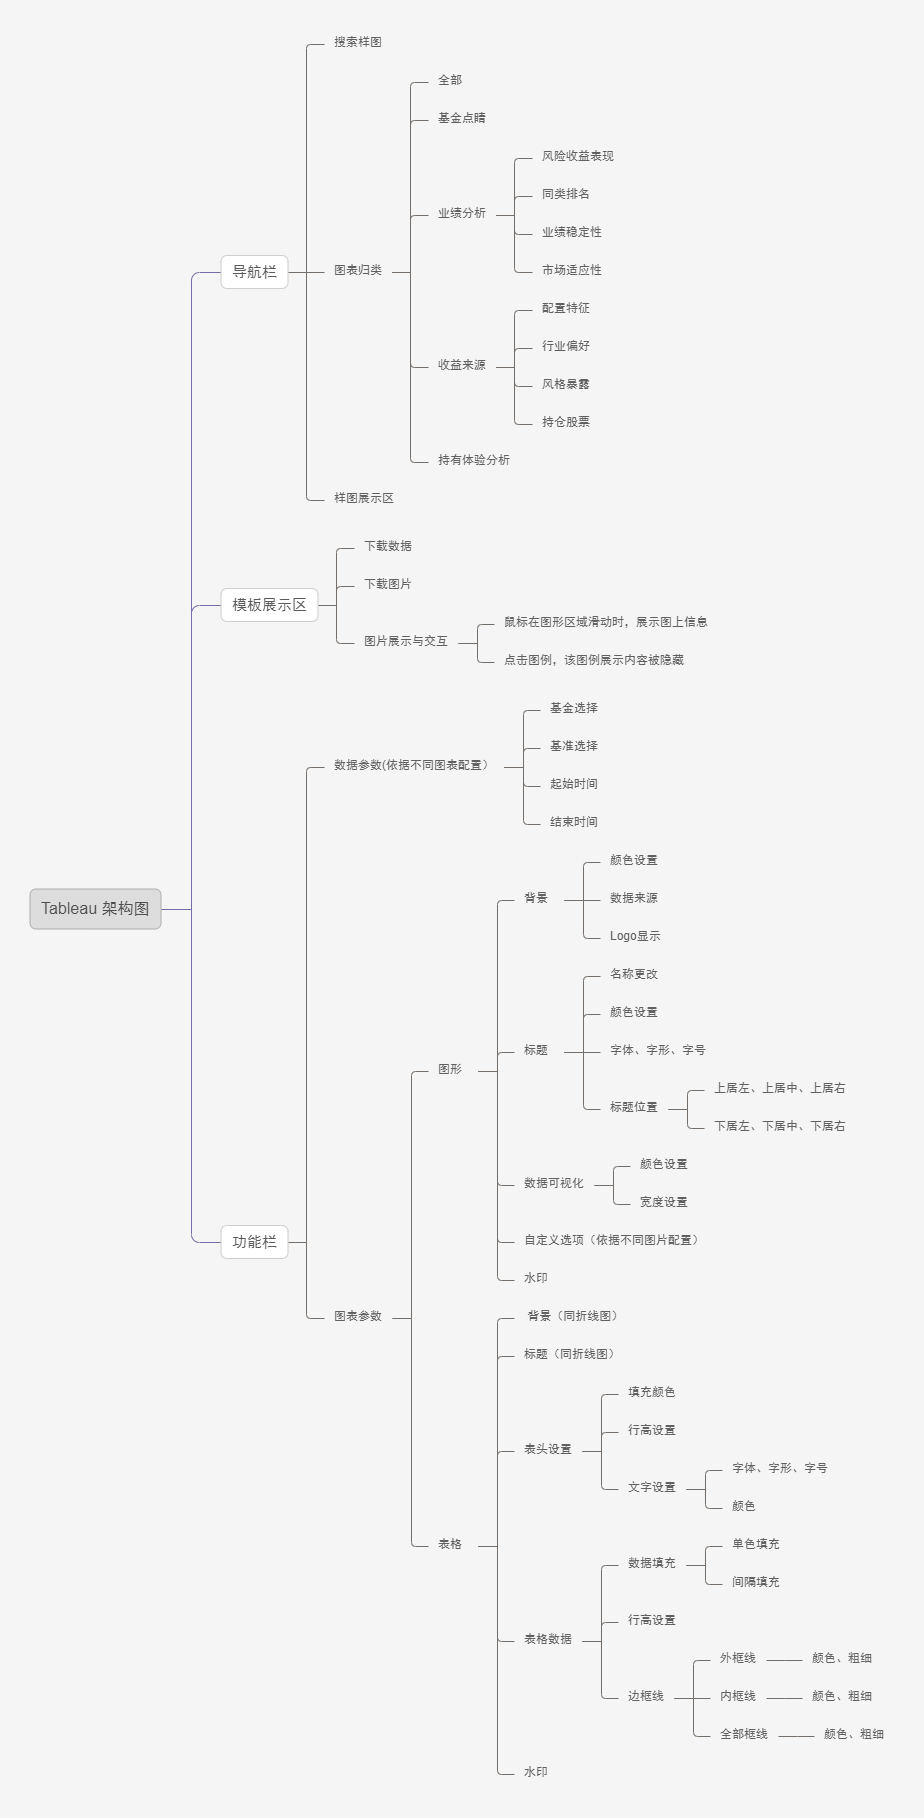 搜索样图
全部
基金点睛
风险收益表现
同类排名
业绩分析
业绩稳定性
市场适应性
导航栏
图表归类
配置特征
行业偏好
收益来源
风格暴露
持仓股票
持有体验分析
样图展示区
下载数据
下载图片
模板展示区
鼠标在图形区域滑动时，展示图上信息
图片展示与交互
点击图例，该图例展示内容被隐藏
基金选择
基准选择
数据参数(依据不同图表配置）
起始时间
结束时间
颜色设置
背景
数据来源
Tableau 架构图
Logo显示
名称更改
颜色设置
标题
字体、字形、字号
图形
上居左、上居中、上居右
标题位置
下居左、下居中、下居右
颜色设置
数据可视化
宽度设置
功能栏
自定义选项（依据不同图片配置）
水印
图表参数
背景（同折线图）
标题（同折线图）
填充颜色
行高设置
表头设置
字体、字形、字号
文字设置
颜色
表格
单色填充
数据填充
间隔填充
行高设置
表格数据
外框线
颜色、粗细
边框线
内框线
颜色、粗细
全部框线
颜色、粗细
水印